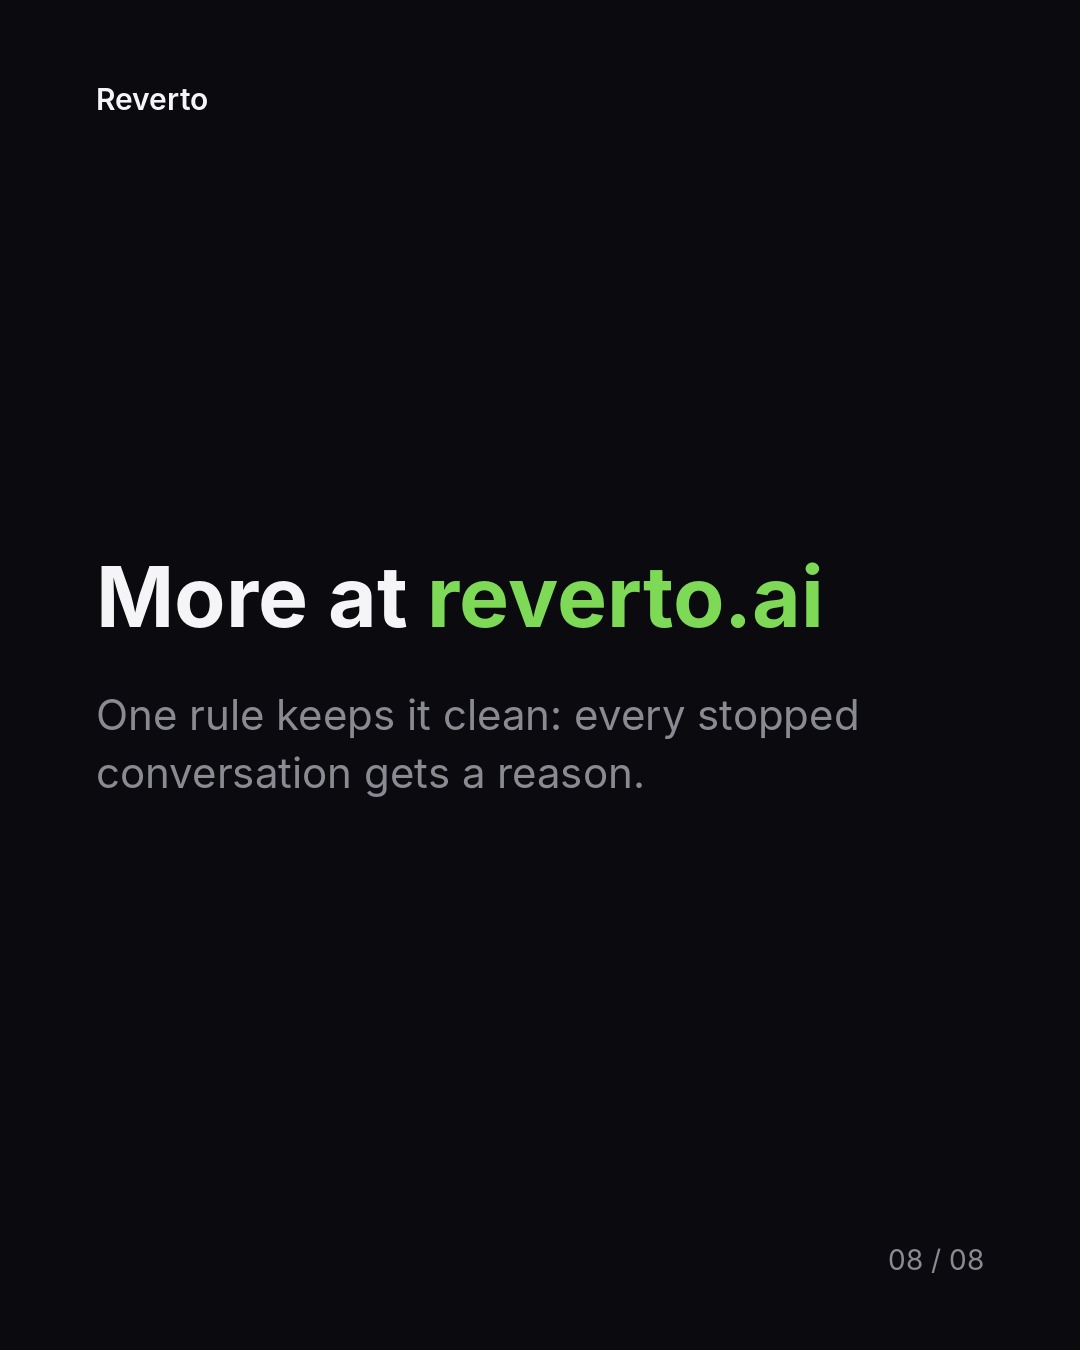 Reverto
More at reverto.ai
One rule keeps it clean: every stopped
conversation gets a reason.
08 / 08